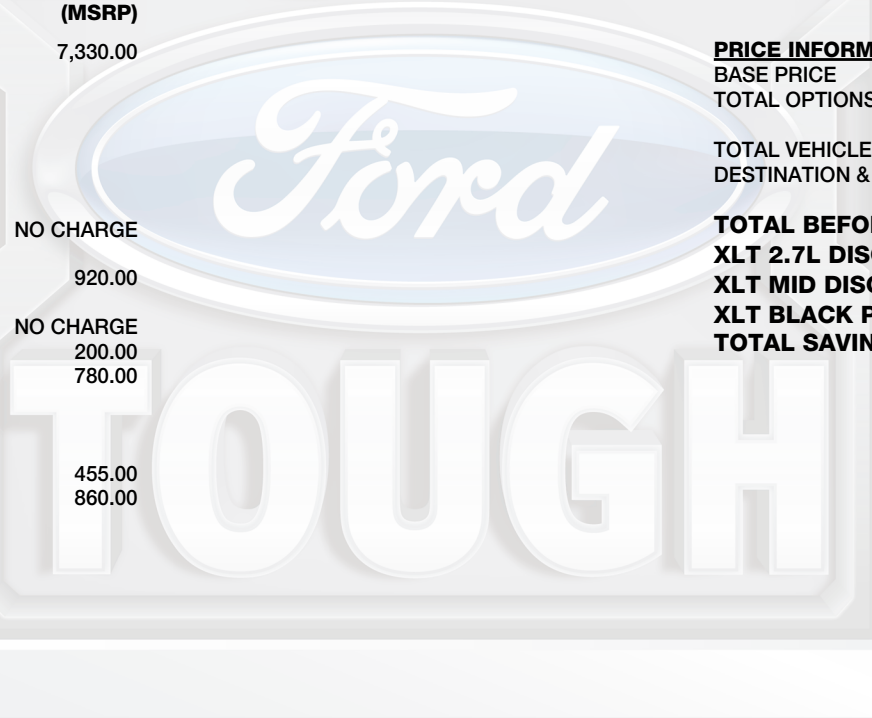 (MSRP)
7,330.00
NO CHARGE
920.00
NO CHARGE
200.00
780.00
455.00
860.00
PRICE INFORM
BASE PRICE
TOTAL OPTIONS
TOTAL VEHICLE
DESTINATION &
TOTAL BEFO
XLT 2.7L DIS
XLT MID DISC
XLT BLACK P
TOTAL SAVIN
Ford
TOUGH